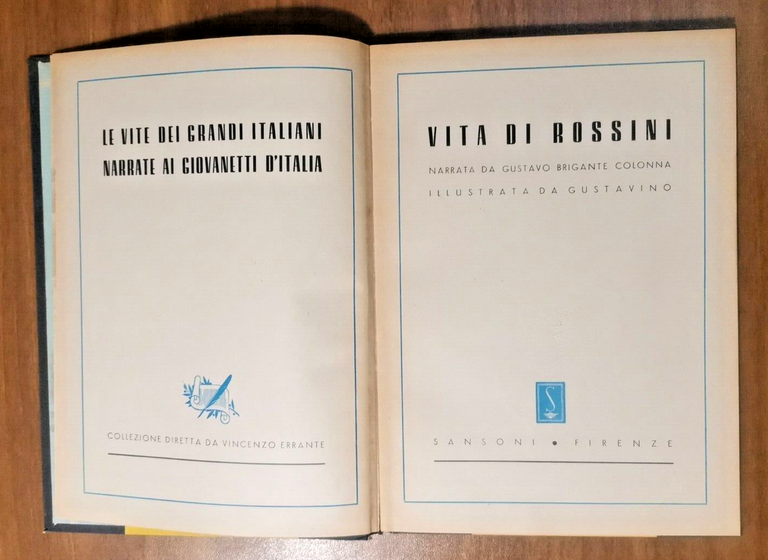 LE VITE DEI GRANDI ITALIANI
NARRATE AI GIOVANETTI D'ITALIA
COLLEZIONE DIRETTA DA VINCENZO ERRANTE
VITA DI ROSSINI
NARRATA DA GUSTAVO BRIGANTE COLONNA
ILLUSTRATA DA GUSTAVINO
S
SANSONI • FIRENZE